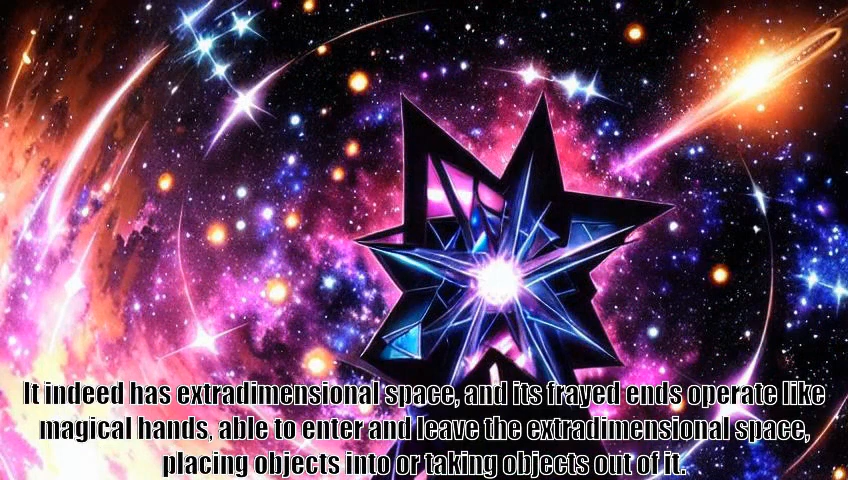 It indeed has extradimensional space, and its frayed ends operate like
magical hands, able to enter and leave the extradimensional space,
placing objects into or taking objects out of it.